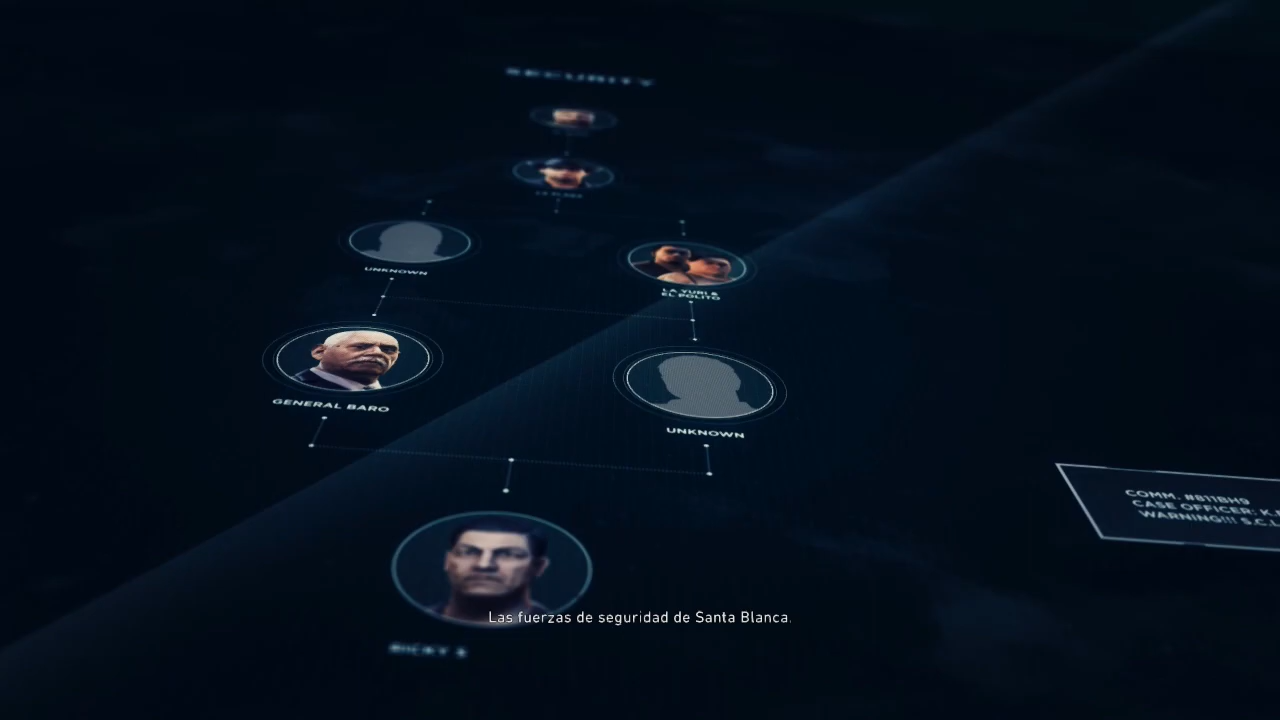 SECURITY
UNKNOWN
LA YURI &
EL POLITO
GENERAL BARO
UNKNOWN
COMM. #811BH9
CASE OFFICER: K.
WARNING!!! S.C.I.
Las fuerzas de seguridad de Santa Blanca.